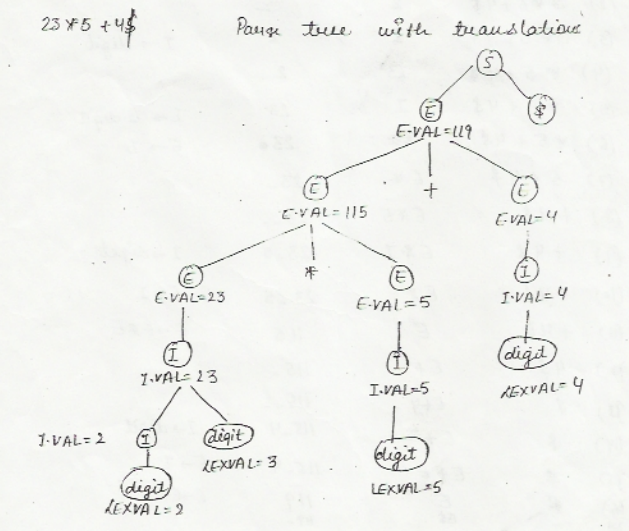 23*5+4$ Parse tree with translations
S
E $
E.VAL=119
E + E
E.VAL=115 E.VAL=4
E * E I
E.VAL=23 E.VAL=5 I.VAL=4
I I digit
I.VAL=23 I.VAL=5 LEXVAL=4
I.VAL=2 I digit digit
LEXVAL=3
digit LEXVAL=5
LEXVAL=2